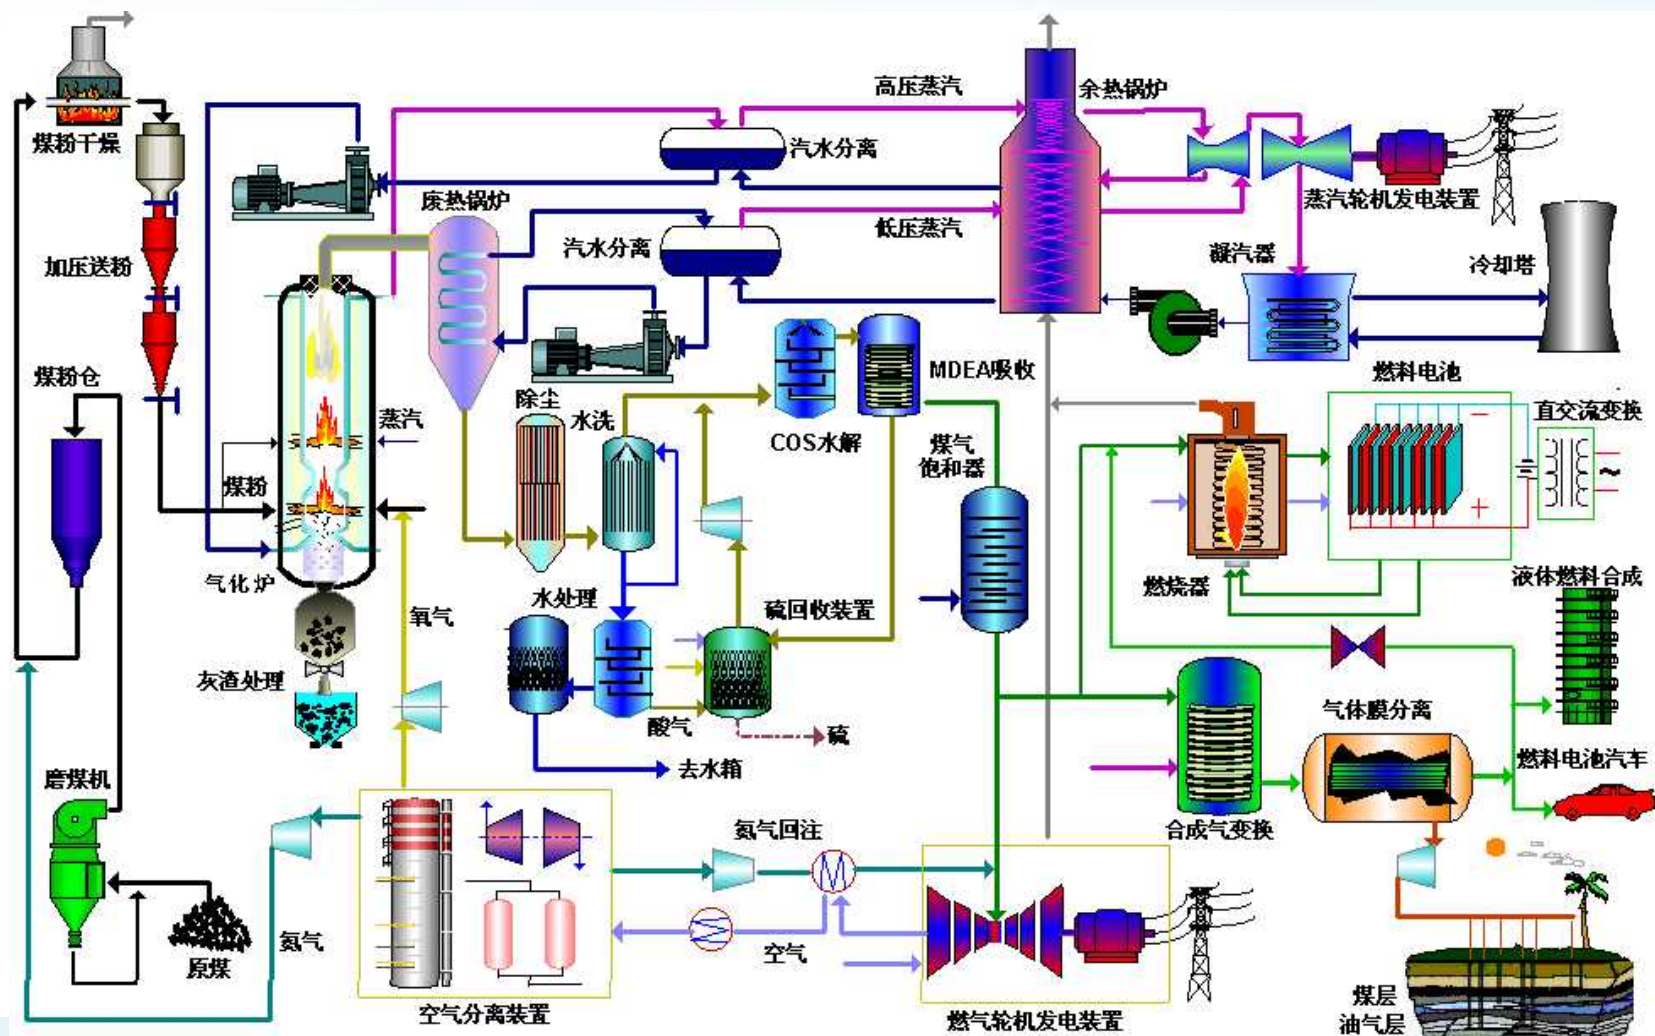 高压蒸汽
余热锅炉
煤粉干燥
汽水分离
废热锅炉
蒸汽轮机发电装置
低压蒸汽
加压送粉
汽水分离
凝汽器
冷却塔
煤粉仓
除尘
水洗
MDEA吸收
燃料电池
直交流变换
蒸汽
COS水解
煤气
饱和器
煤粉
−
+
~
气化炉
氧气
水处理
硫回收装置
燃烧器
液体燃料合成
灰渣处理
酸气
硫
气体膜分离
去水箱
燃料电池汽车
磨煤机
氮气回注
合成气变换
氮气
原煤
空气
空气分离装置
燃气轮机发电装置
煤层
油气层